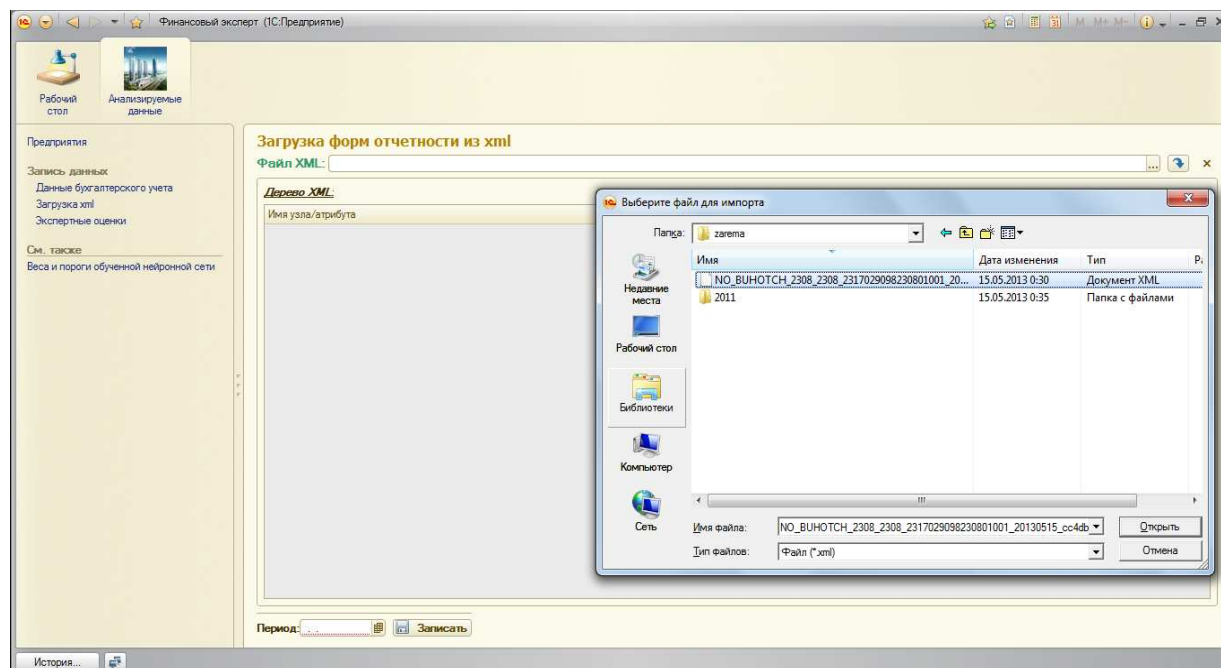 Финансовый эксперт (1С:Предприятие)
M M+ M-
Рабочий стол
Анализируемые данные
Предприятия
Запись данных
Данные бухгалтерского учета
Загрузка xml
Экспертные оценки
См. также
Веса и пороги обученной нейронной сети
Загрузка форм отчетности из xml
Файл XML:
...
Дерево XML:
Имя узла/атрибута
Выберите файл для импорта
Папка: zarema
Имя Дата изменения Тип
NO_BUHOTCH_2308_2308_2317029098230801001_20... 15.05.2013 0:30 Документ XML
2011 15.05.2013 0:35 Папка с файлами
Недавние места
Рабочий стол
Библиотеки
Компьютер
Сеть
Имя файла: NO_BUHOTCH_2308_2308_2317029098230801001_20130515_cc4db Открыть
Тип файлов: Файл (*.xml) Отмена
Период: . . Записать
История...